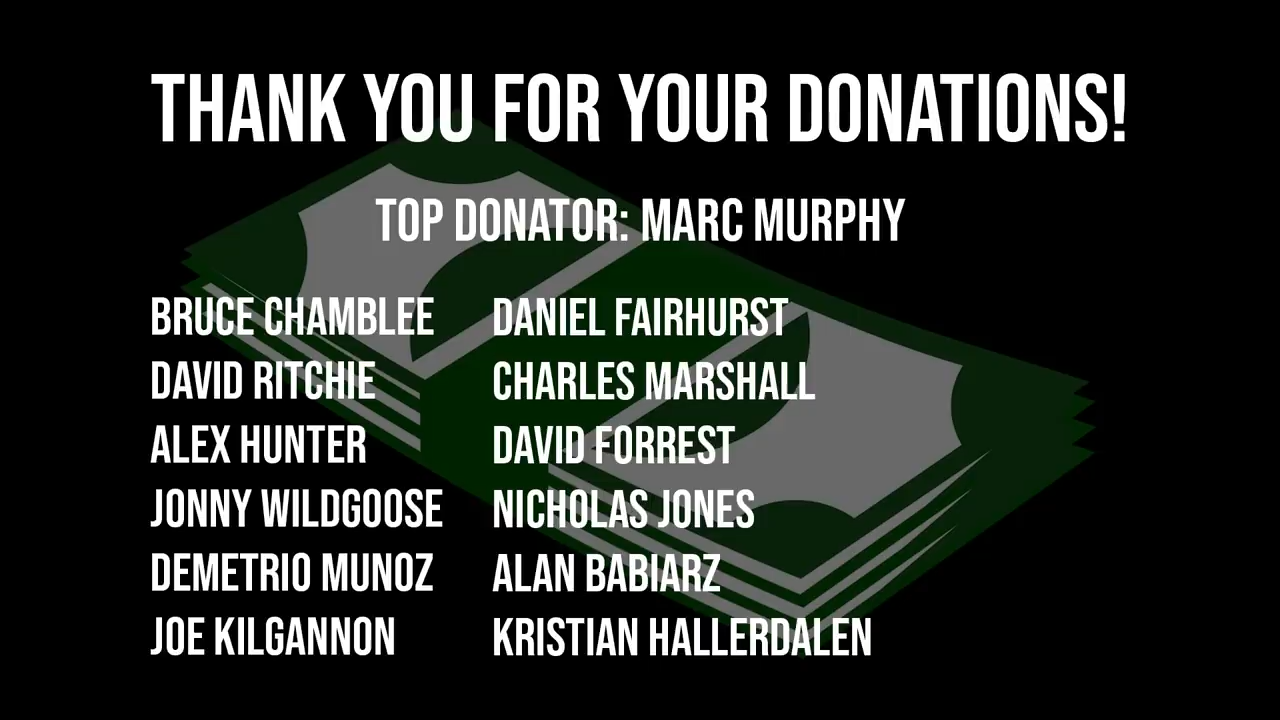 THANK YOU FOR YOUR DONATIONS!
TOP DONATOR: MARC MURPHY
BRUCE CHAMBLEE
DAVID RITCHIE
ALEX HUNTER
JONNY WILDGOOSE
DEMETRIO MUNOZ
JOE KILGANNON
DANIEL FAIRHURST
CHARLES MARSHALL
DAVID FORREST
NICHOLAS JONES
ALAN BABIARZ
KRISTIAN HALLERDALEN